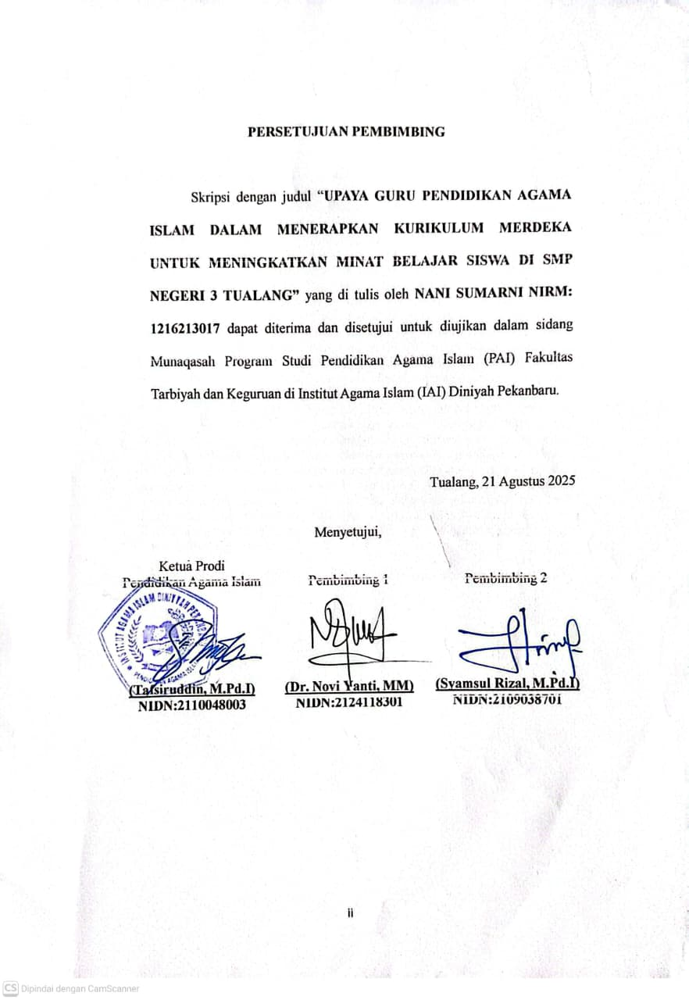 PERSETUJUAN PEMBIMBING
Skripsi dengan judul “UPAYA GURU PENDIDIKAN AGAMA
ISLAM DALAM MENERAPKAN KURIKULUM MERDEKA
UNTUK MENINGKATKAN MINAT BELAJAR SISWA DI SMP
NEGERI 3 TUALANG” yang di tulis oleh NANI SUMARNI NIRM:
1216213017 dapat diterima dan disetujui untuk diujikan dalam sidang
Munaqasah Program Studi Pendidikan Agama Islam (PAI) Fakultas
Tarbiyah dan Keguruan di Institut Agama Islam (IAI) Diniyah Pekanbaru.
Tualang, 21 Agustus 2025
Menyetujui,
Ketua Prodi
Pendidikan Agama Islam
Pembimbing 1
Pembimbing 2
INSTITUT AGAMA ISLAM DINIYYAH
(Tafsiruddin, M.Pd.I)
NIDN:2110048003
(Dr. Novi Yanti, MM)
NIDN:2124118301
(Syamsul Rizal, M.Pd.I)
NIDN:2109038701
ii
CS Dipindai dengan CamScanner